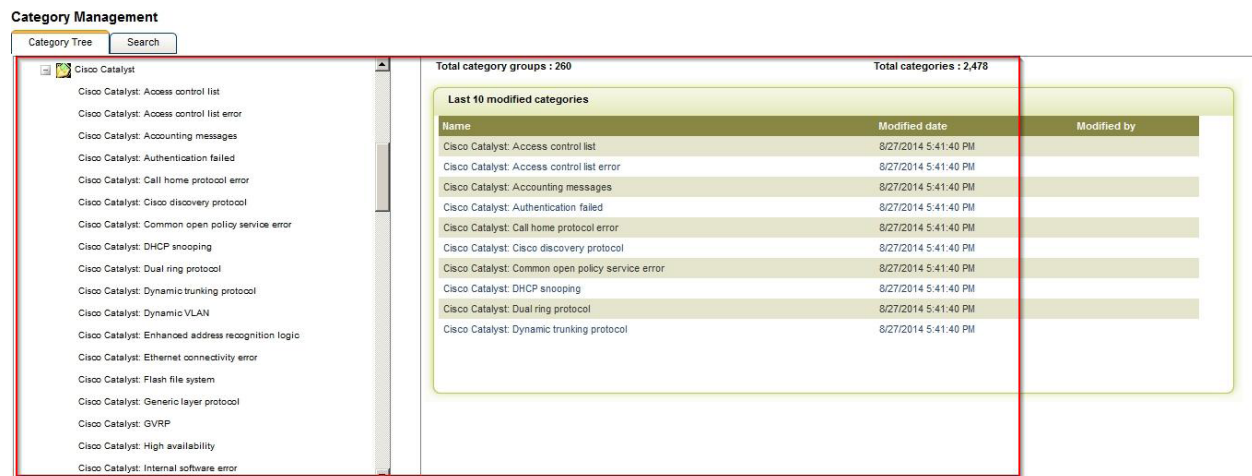 Category Management
Category Tree
Search
Cisco Catalyst
Cisco Catalyst: Access control list
Cisco Catalyst: Access control list error
Cisco Catalyst: Accounting messages
Cisco Catalyst: Authentication failed
Cisco Catalyst: Call home protocol error
Cisco Catalyst: Cisco discovery protocol
Cisco Catalyst: Common open policy service error
Cisco Catalyst: DHCP snooping
Cisco Catalyst: Dual ring protocol
Cisco Catalyst: Dynamic trunking protocol
Cisco Catalyst: Dynamic VLAN
Cisco Catalyst: Enhanced address recognition logic
Cisco Catalyst: Ethernet connectivity error
Cisco Catalyst: Flash file system
Cisco Catalyst: Generic layer protocol
Cisco Catalyst: GVRP
Cisco Catalyst: High availability
Cisco Catalyst: Internal software error
Total category groups : 260 Total categories : 2,478
Last 10 modified categories
Name Modified date Modified by
Cisco Catalyst: Access control list 8/27/2014 5:41:40 PM
Cisco Catalyst: Access control list error 8/27/2014 5:41:40 PM
Cisco Catalyst: Accounting messages 8/27/2014 5:41:40 PM
Cisco Catalyst: Authentication failed 8/27/2014 5:41:40 PM
Cisco Catalyst: Call home protocol error 8/27/2014 5:41:40 PM
Cisco Catalyst: Cisco discovery protocol 8/27/2014 5:41:40 PM
Cisco Catalyst: Common open policy service error 8/27/2014 5:41:40 PM
Cisco Catalyst: DHCP snooping 8/27/2014 5:41:40 PM
Cisco Catalyst: Dual ring protocol 8/27/2014 5:41:40 PM
Cisco Catalyst: Dynamic trunking protocol 8/27/2014 5:41:40 PM